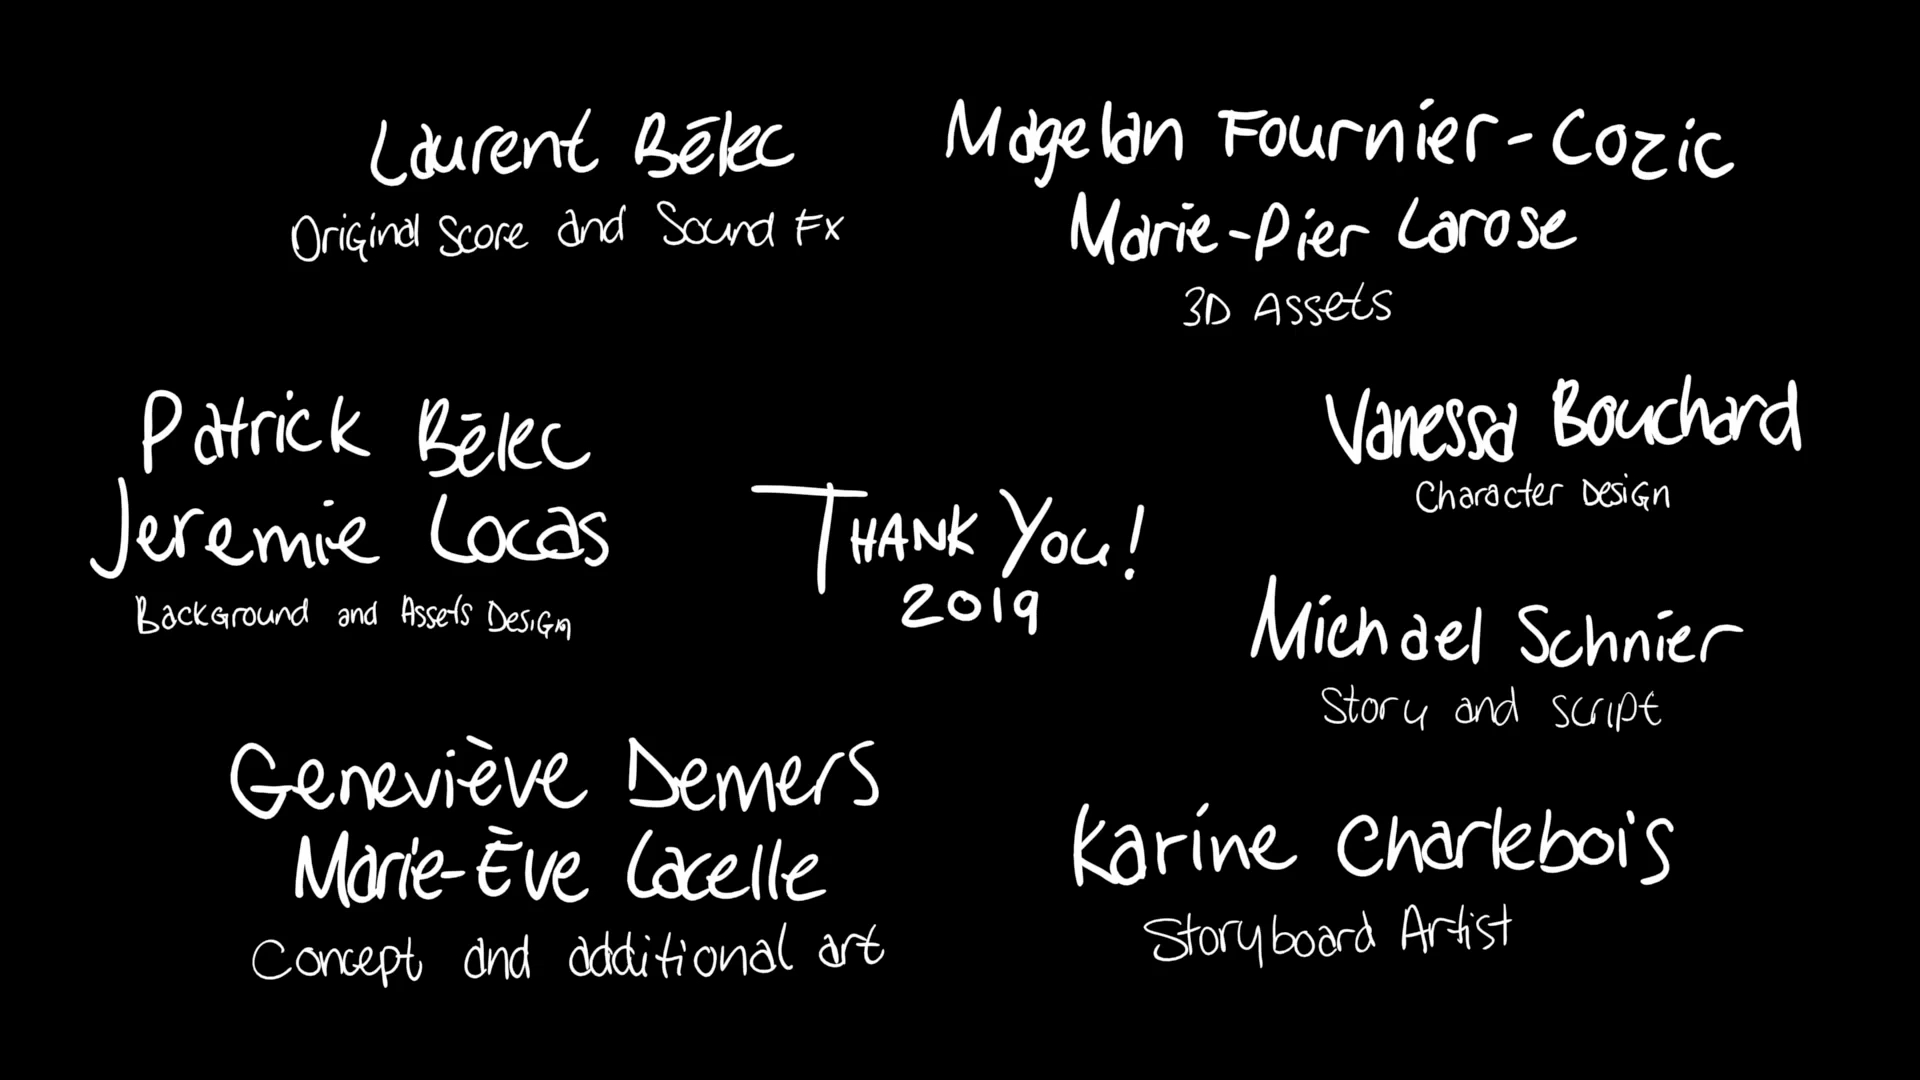 Laurent Bélec
Original Score and Sound FX
Magelan Fournier-Cozic
Marie-Pier Larose
3D Assets
Patrick Bélec
Jeremie Locas
Background and Assets Design
THANK YOU!
2019
Vanessa Bouchard
Character Design
Michael Schnier
Story and script
Geneviève Demers
Marie-Ève Lacelle
Concept and additional art
Karine Charlebois
Storyboard Artist